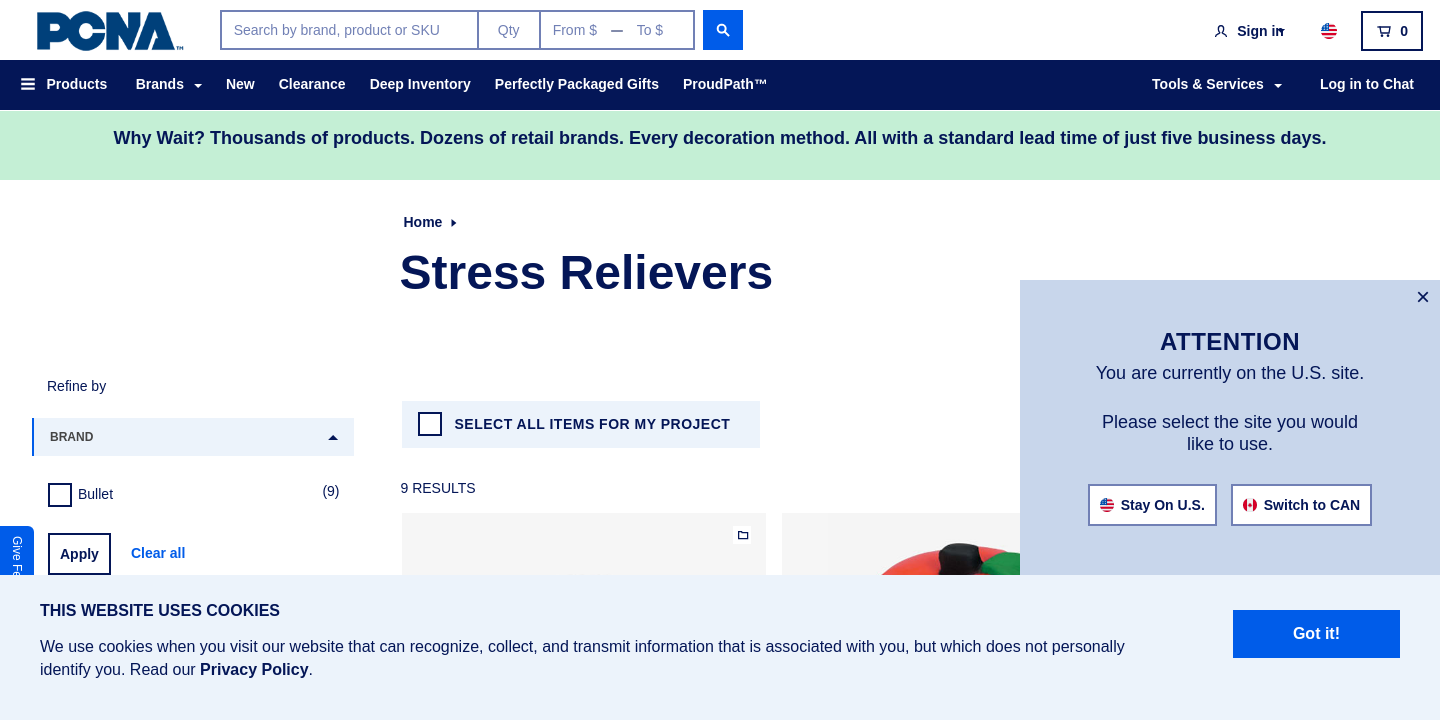 PCNA™
Search by brand, product or SKU Qty From $ — To $
Sign in
0
Products Brands New Clearance Deep Inventory Perfectly Packaged Gifts ProudPath™ Tools & Services Log in to Chat
Why Wait? Thousands of products. Dozens of retail brands. Every decoration method. All with a standard lead time of just five business days.
Home
Stress Relievers
×
ATTENTION
You are currently on the U.S. site.
Please select the site you would
like to use.
Stay On U.S. Switch to CAN
Refine by
BRAND
Bullet (9)
Apply Clear all
SELECT ALL ITEMS FOR MY PROJECT
9 RESULTS
Give
THIS WEBSITE USES COOKIES
We use cookies when you visit our website that can recognize, collect, and transmit information that is associated with you, but which does not personally
identify you. Read our Privacy Policy.
Got it!